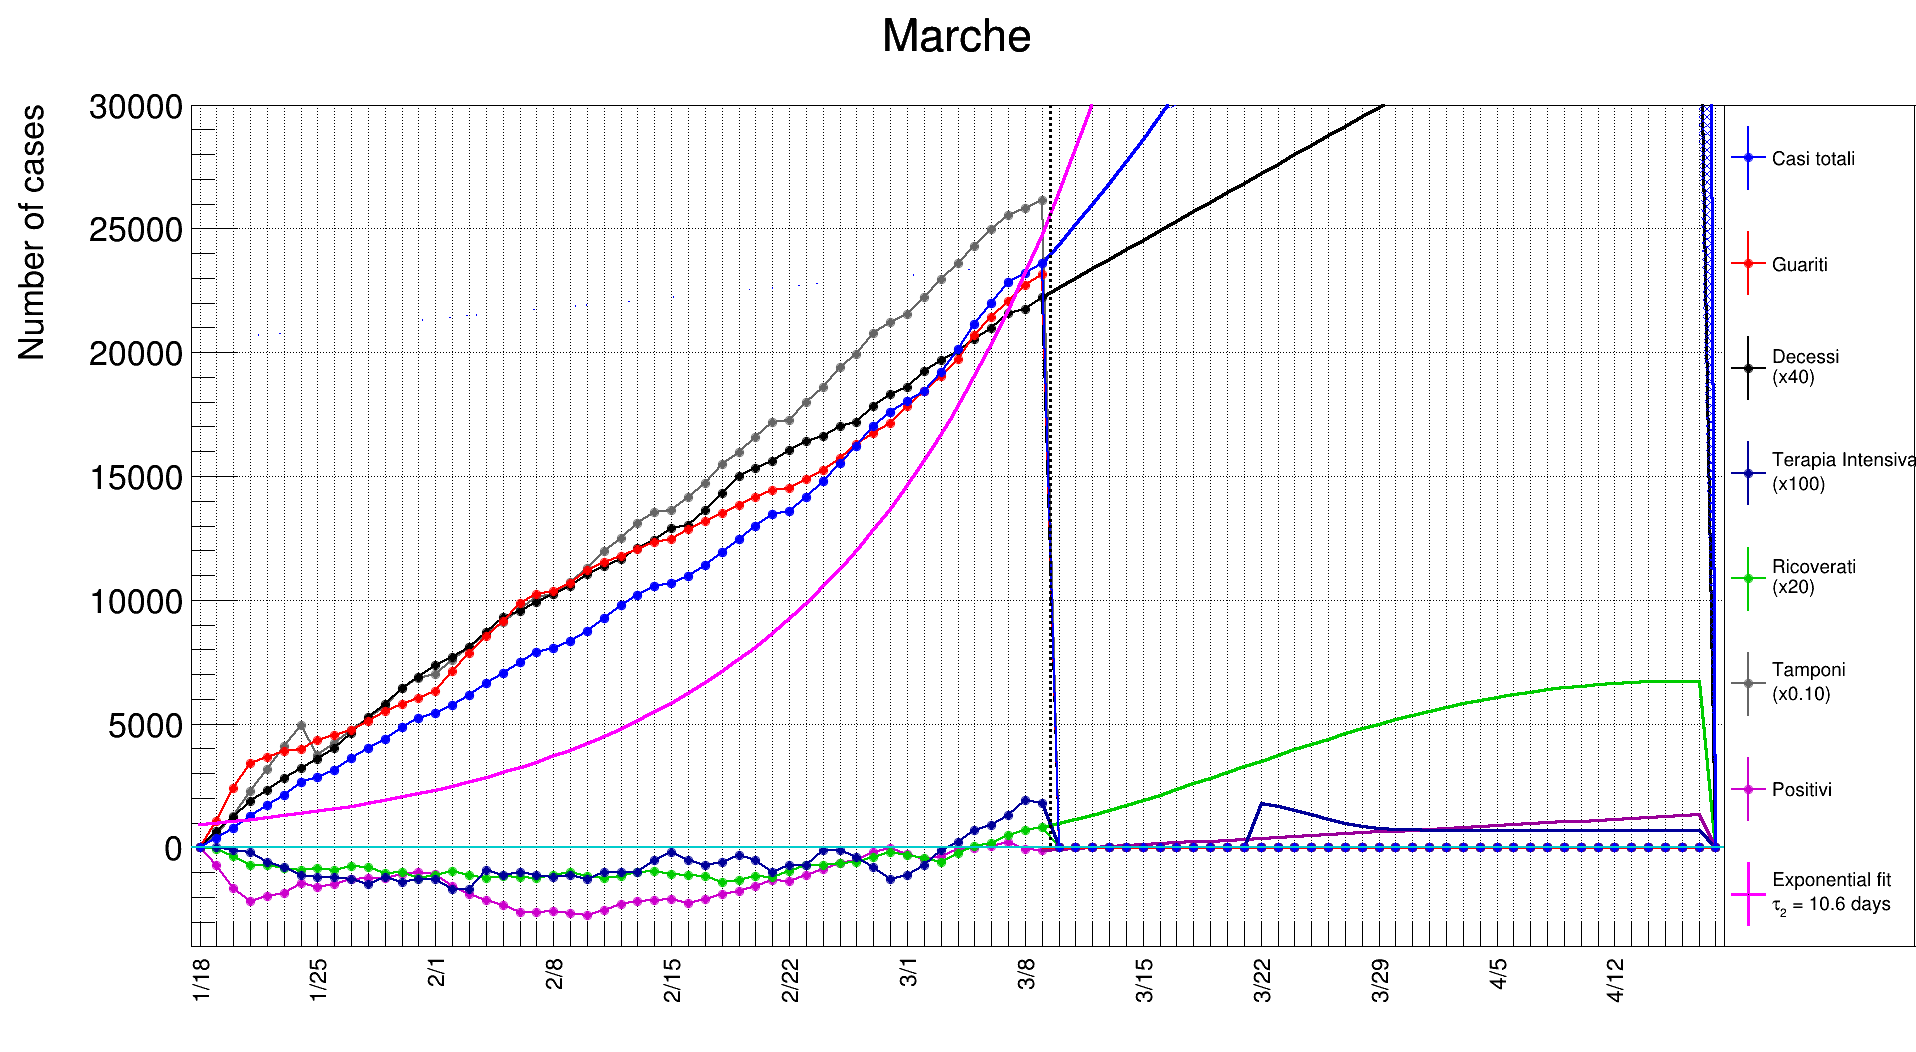 Marche
Number of cases
30000
25000
20000
15000
10000
5000
0
1/18
1/25
2/1
2/8
2/15
2/22
3/1
3/8
3/15
3/22
3/29
4/5
4/12
Casi totali
Guariti
Decessi
(x40)
Terapia Intensiva
(x100)
Ricoverati
(x20)
Tamponi
(x0.10)
Positivi
Exponential fit
τ₂ = 10.6 days